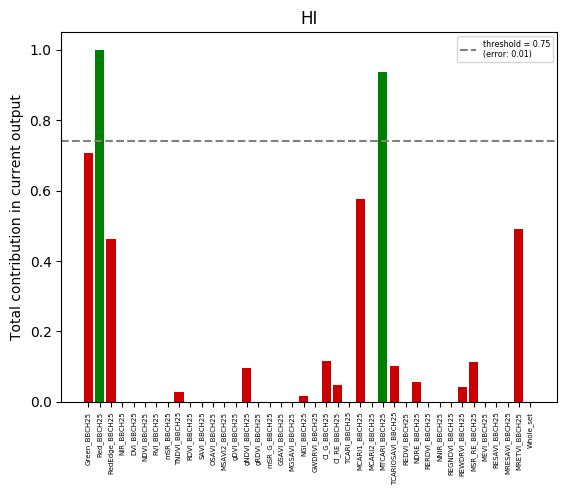 HI
threshold = 0.75
(error: 0.01)
Total contribution in current output
1.0
0.8
0.6
0.4
0.2
0.0
Green_BBCH25
Red_BBCH25
RedEdge_BBCH25
NIR_BBCH25
DVI_BBCH25
NDVI_BBCH25
RVI_BBCH25
mSR_BBCH25
TNDVI_BBCH25
RDVI_BBCH25
SAVI_BBCH25
OSAVI_BBCH25
MSAVI2_BBCH25
gDVI_BBCH25
gNDVI_BBCH25
gRDVI_BBCH25
mSR_G_BBCH25
GSAVI_BBCH25
MGSAVI_BBCH25
NGI_BBCH25
GWDRVI_BBCH25
CI_G_BBCH25
CI_RE_BBCH25
TCARI_BBCH25
MCARI1_BBCH25
MCARI2_BBCH25
MTCARI_BBCH25
TCARIOSAVI_BBCH25
REDVI_BBCH25
NDRE_BBCH25
RERDVI_BBCH25
NNIR_BBCH25
REGNDVI_BBCH25
REWDRVI_BBCH25
MSR_RE_BBCH25
MEVI_BBCH25
RESAVI_BBCH25
MRESAVI_BBCH25
MRETVI_BBCH25
Whole_set